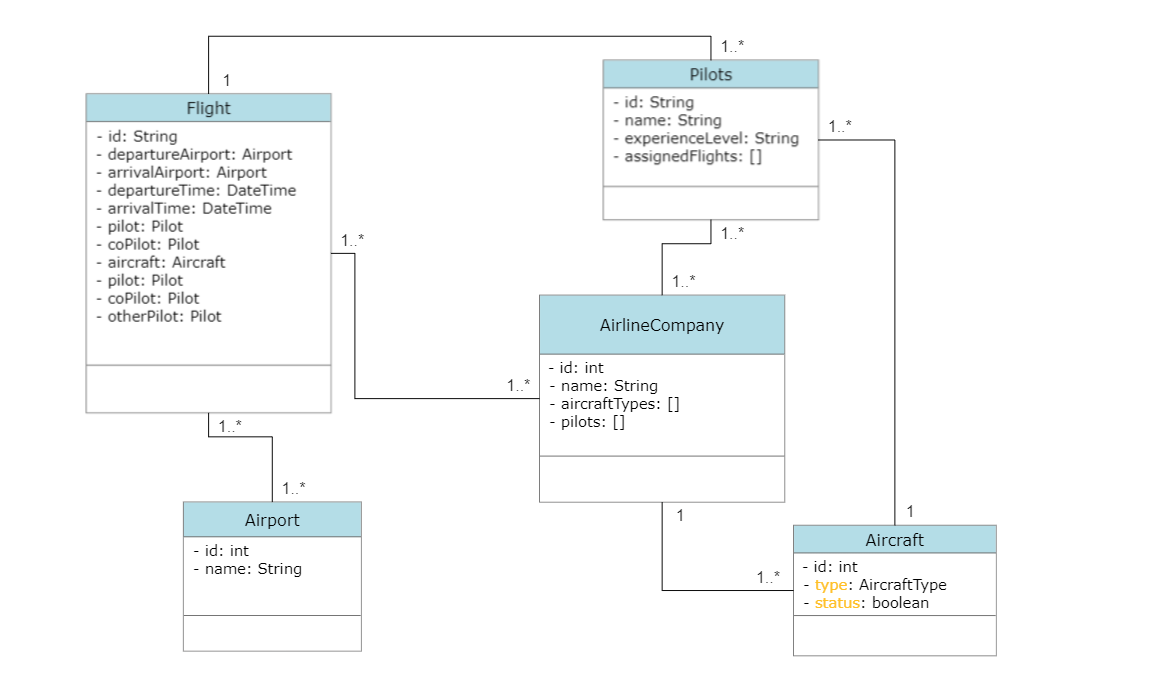 1..*
1
Pilots
- id: String
- name: String
- experienceLevel: String
- assignedFlights: []
1..*
1..*
Flight
- id: String
- departureAirport: Airport
- arrivalAirport: Airport
- departureTime: DateTime
- arrivalTime: DateTime
- pilot: Pilot
- coPilot: Pilot
- aircraft: Aircraft
- pilot: Pilot
- coPilot: Pilot
- otherPilot: Pilot
1..*
1..*
1..*
1..*
AirlineCompany
- id: int
- name: String
- aircraftTypes: []
- pilots: []
1
1..*
1..*
Airport
- id: int
- name: String
1
Aircraft
- id: int
- type: AircraftType
- status: boolean